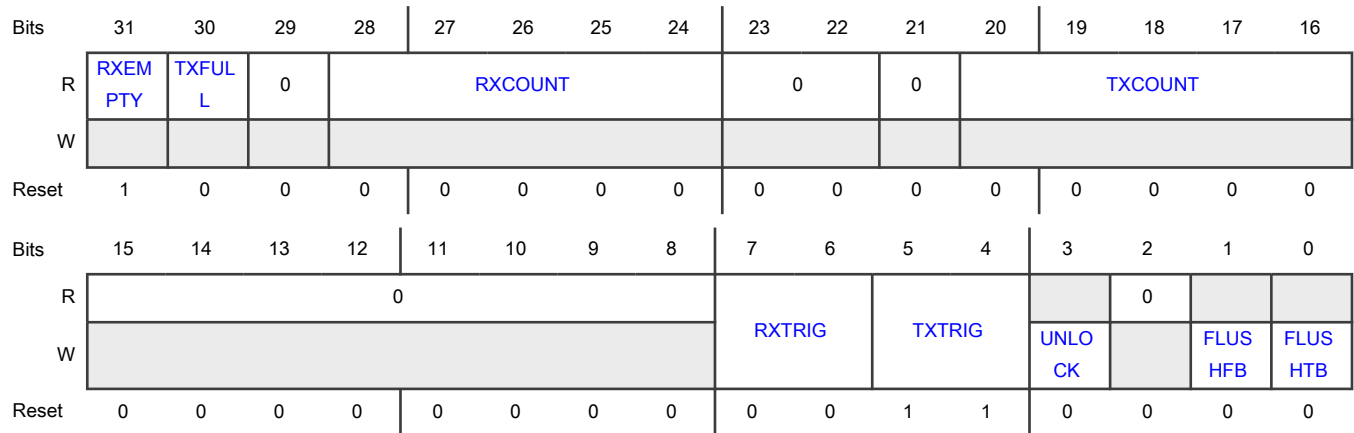 Bits 31 30 29 28 27 26 25 24 23 22 21 20 19 18 17 16
R RXEM TXFUL 0 RXCOUNT 0 0 TXCOUNT
PTY L
W
Reset 1 0 0 0 0 0 0 0 0 0 0 0 0 0 0 0
Bits 15 14 13 12 11 10 9 8 7 6 5 4 3 2 1 0
R 0 0
RXTRIG TXTRIG
W UNLO FLUS FLUS
CK HFB HTB
Reset 0 0 0 0 0 0 0 0 0 0 1 1 0 0 0 0